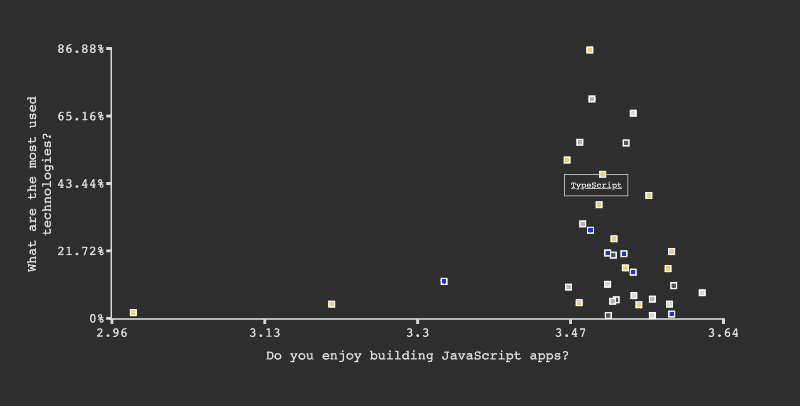 86.88%
65.16%
43.44%
21.72%
0%
What are the most used
technologies?
TypeScript
2.96
3.13
3.3
3.47
3.64
Do you enjoy building JavaScript apps?